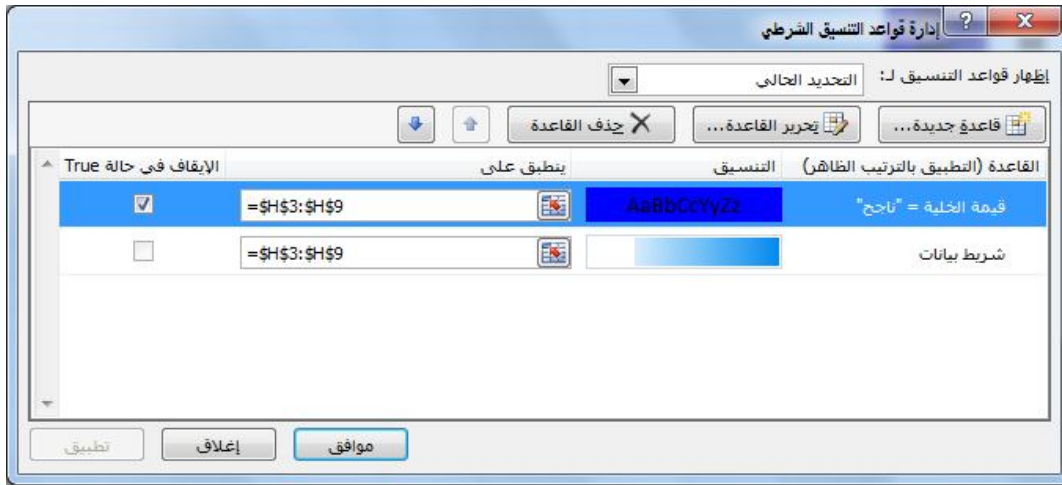 إدارة قواعد التنسيق الشرطي
إظهار قواعد التنسيق لـ: التحديد الحالي
قاعدة جديدة... تحرير القاعدة... حذف القاعدة
القاعدة (التطبيق بالترتيب الظاهر) التنسيق ينطبق على الإيقاف في حالة True
قيمة الخلية = "ناجح" AaBbCcYyZz =$H$3:$H$9
شريط بيانات =$H$3:$H$9
موافق إغلاق تطبيق